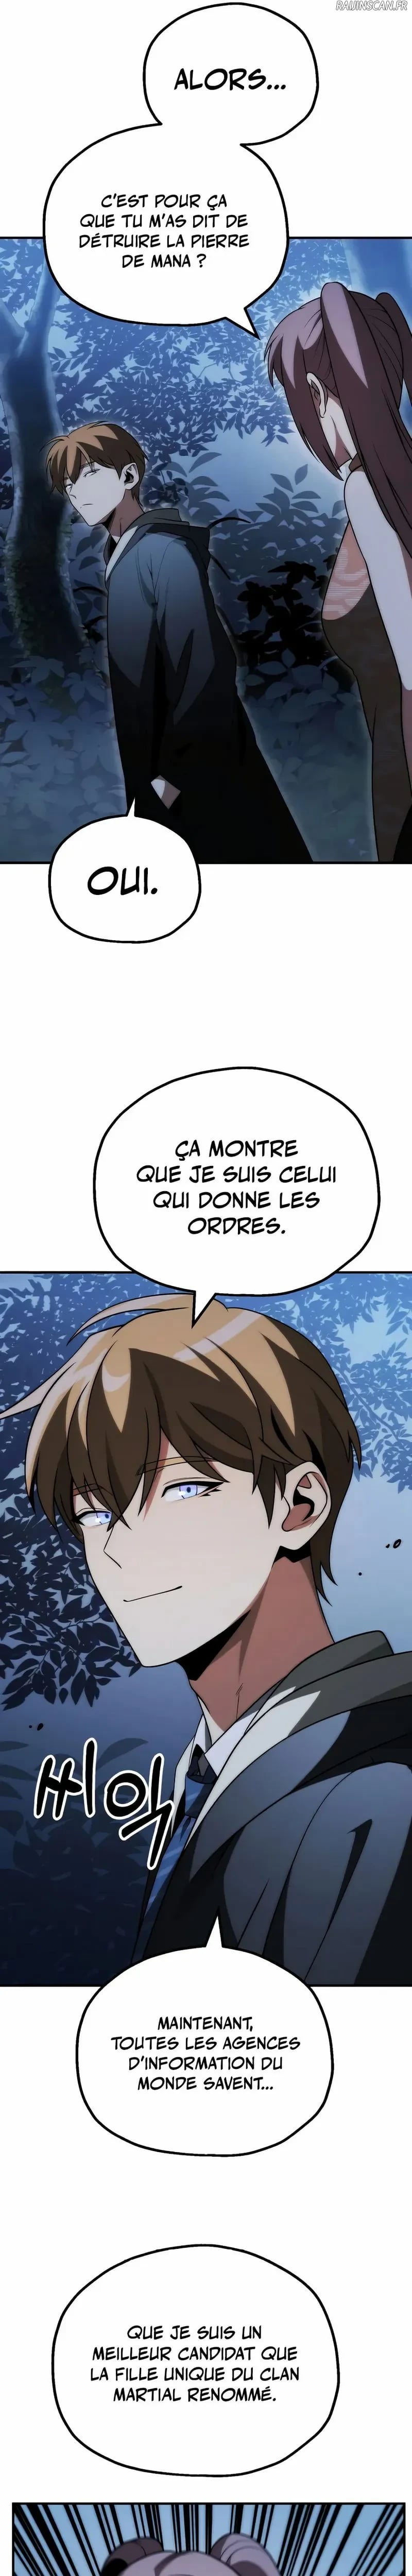 RAIJINSCAN.FR
ALORS...
C'EST POUR ÇA
QUE TU M'AS DIT DE
DÉTRUIRE LA PIERRE
DE MANA ?
OUI.
ÇA MONTRE
QUE JE SUIS CELUI
QUI DONNE LES
ORDRES.
씨익
MAINTENANT,
TOUTES LES AGENCES
D'INFORMATION DU
MONDE SAVENT...
QUE JE SUIS UN
MEILLEUR CANDIDAT QUE
LA FILLE UNIQUE DU CLAN
MARTIAL RENOMMÉ.